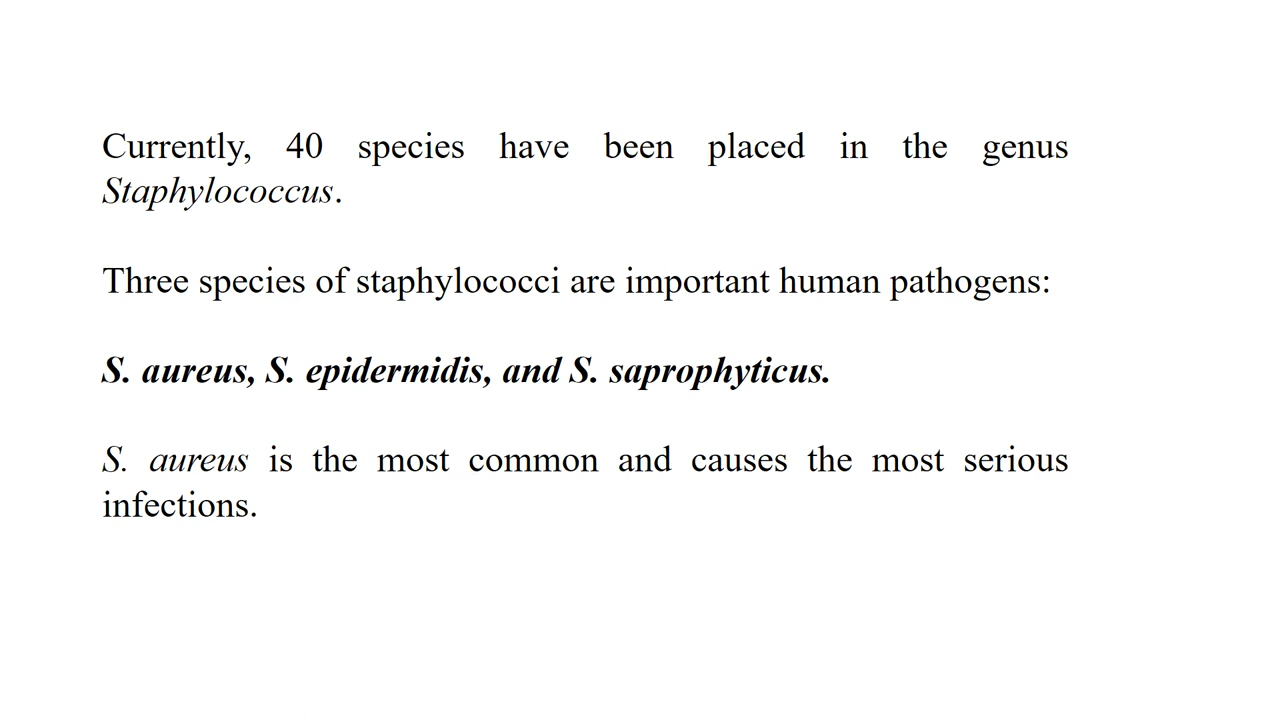 Currently, 40 species have been placed in the genus
Staphylococcus.
Three species of staphylococci are important human pathogens:
S. aureus, S. epidermidis, and S. saprophyticus.
S. aureus is the most common and causes the most serious
infections.